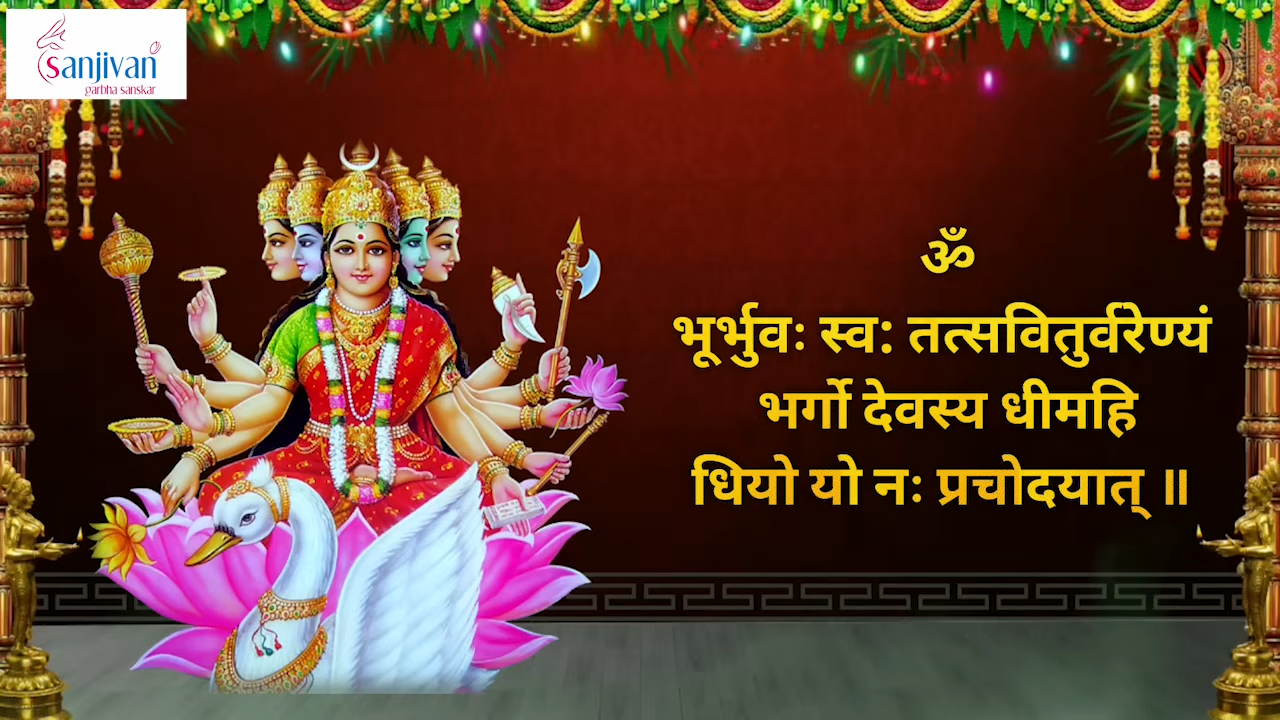 Sanjivan
garbha sanskar
ॐ
भूर्भुवः स्व: तत्सवितुर्वरेण्यं
भर्गो देवस्य धीमहि
धियो यो नः प्रचोदयात् ॥